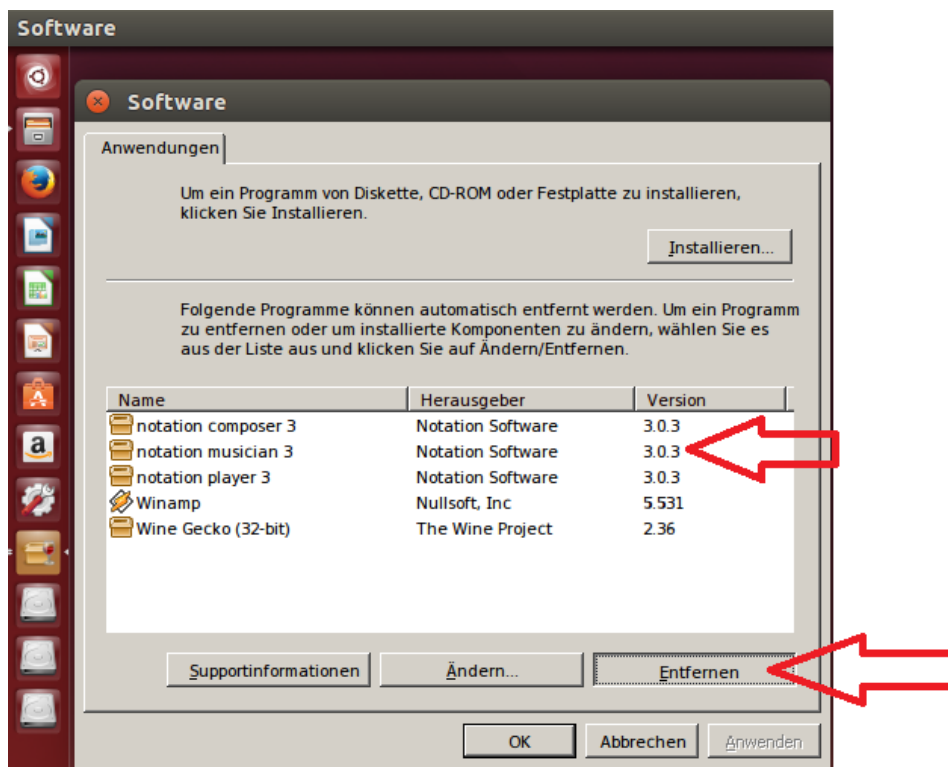 Software
Software
Anwendungen
Um ein Programm von Diskette, CD-ROM oder Festplatte zu installieren,
klicken Sie Installieren.
Installieren...
Folgende Programme können automatisch entfernt werden. Um ein Programm
zu entfernen oder um installierte Komponenten zu ändern, wählen Sie es
aus der Liste aus und klicken Sie auf Ändern/Entfernen.
Name Herausgeber Version
notation composer 3 Notation Software 3.0.3
notation musician 3 Notation Software 3.0.3
notation player 3 Notation Software 3.0.3
Winamp Nullsoft, Inc 5.531
Wine Gecko (32-bit) The Wine Project 2.36
Supportinformationen Ändern... Entfernen
OK Abbrechen Anwenden